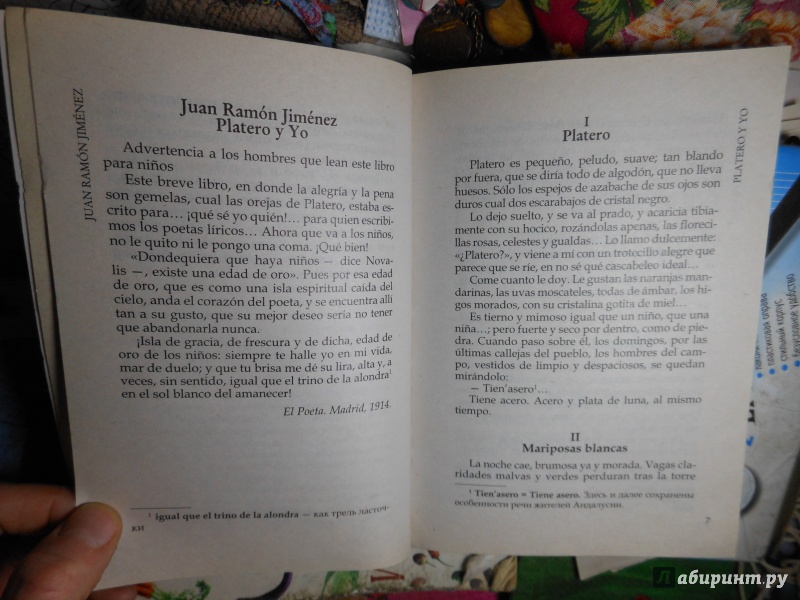 JUAN RAMÓN JIMÉNEZ
Juan Ramón Jiménez
Platero y Yo
Advertencia a los hombres que lean este libro
para niños
Este breve libro, en donde la alegría y la pena
son gemelas, cual las orejas de Platero, estaba es-
crito para… ¡qué sé yo quién!… para quien escribi-
mos los poetas líricos… Ahora que va a los niños,
no le quito ni le pongo una coma. ¡Qué bien!
«Dondequiera que haya niños — dice Nova-
lis —, existe una edad de oro». Pues por esa edad
de oro, que es como una isla espiritual caída del
cielo, anda el corazón del poeta, y se encuentra allí
tan a su gusto, que su mejor deseo sería no tener
que abandonarla nunca.
¡Isla de gracia, de frescura y de dicha, edad de
oro de los niños: siempre te halle yo en mi vida,
mar de duelo; y que tu brisa me dé su lira, alta y, a
veces, sin sentido, igual que el trino de la alondra¹
en el sol blanco del amanecer!
El Poeta. Madrid, 1914.
¹ igual que el trino de la alondra — как трель ласточ-
ки
I
Platero
Platero es pequeño, peludo, suave; tan blando
por fuera, que se diría todo de algodón, que no lleva
huesos. Sólo los espejos de azabache de sus ojos son
duros cual dos escarabajos de cristal negro.
Lo dejo suelto, y se va al prado, y acaricia tibia-
mente con su hocico, rozándolas apenas, las floreci-
llas rosas, celestes y gualdas… Lo llamo dulcemente:
«¿Platero?», y viene a mí con un trotecillo alegre que
parece que se ríe, en no sé qué cascabeleo ideal…
Come cuanto le doy. Le gustan las naranjas man-
darinas, las uvas moscateles, todas de ámbar, los hi-
gos morados, con su cristalina gotita de miel…
Es tierno y mimoso igual que un niño, que una
niña…; pero fuerte y seco por dentro, como de pie-
dra. Cuando paso sobre él, los domingos, por las
últimas callejas del pueblo, los hombres del cam-
po, vestidos de limpio y despaciosos, se quedan
mirándolo:
— Tien'asero¹…
Tiene acero. Acero y plata de luna, al mismo
tiempo.
II
Mariposas blancas
La noche cae, brumosa ya y morada. Vagas cla-
ridades malvas y verdes perduran tras la torre
¹ Tien'asero = Tiene asero. Здесь и далее сохранены
особенности речи жителей Андалусии.
7
PLATERO Y YO
пластиковая оправа
стильный корпус
безусловное удобство
Лабиринт.ру